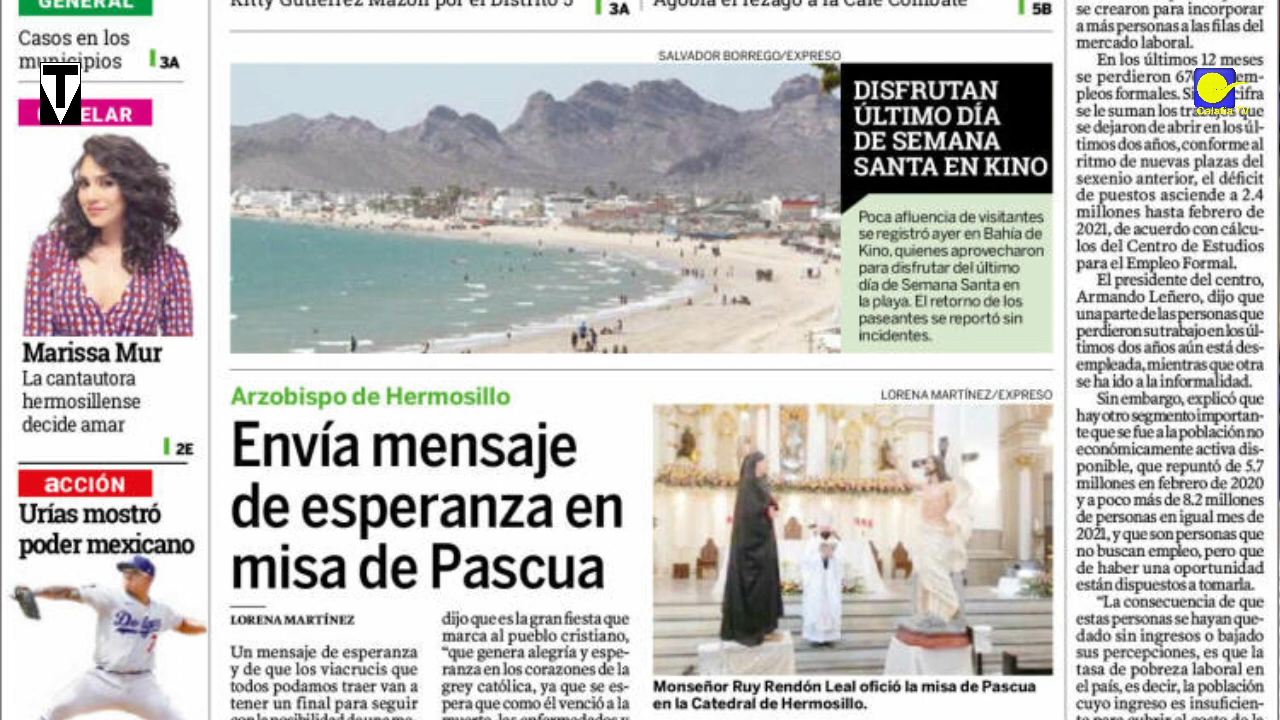 GENERAL
Casos en los
municipios
3A
Marissa Mur
La cantautora
hermosillense
decide amar
2E
aCCIÓN
Urías mostró
poder mexicano
Kitty Gutiérrez Mazón por el Distrito 5
3A
Agobia el rezago a la Calle Combate
5B
SALVADOR BORREGO/EXPRESO
DISFRUTAN
ÚLTIMO DÍA
DE SEMANA
SANTA EN KINO
Poca afluencia de visitantes
se registró ayer en Bahía de
Kino, quienes aprovecharon
para disfrutar del último
día de Semana Santa en
la playa. El retorno de los
paseantes se reportó sin
incidentes.
Arzobispo de Hermosillo
Envía mensaje
de esperanza en
misa de Pascua
LORENA MARTÍNEZ
Un mensaje de esperanza
y de que los viacrucis que
todos podamos traer van a
tener un final para seguir
dijo que es la gran fiesta que
marca al pueblo cristiano,
“que genera alegría y espe-
ranza en los corazones de la
grey católica, ya que se es-
pera que como él venció a la
LORENA MARTÍNEZ/EXPRESO
Dodgers
Monseñor Ruy Rendón Leal ofició la misa de Pascua
en la Catedral de Hermosillo.
se crearon para incorporar
a más personas a las filas del
mercado laboral.
En los últimos 12 meses
se perdieron
pleos formales.
se le suman los
se dejaron de abrir en los úl-
timos dos años, conforme al
ritmo de nuevas plazas del
sexenio anterior, el déficit
de puestos asciende a 2.4
millones hasta febrero de
2021, de acuerdo con cálcu-
los del Centro de Estudios
para el Empleo Formal.
El presidente del centro,
Armando Leñero, dijo que
una parte de las personas que
perdieron su trabajo en los úl-
timos dos años aún está des-
empleada, mientras que otra
se ha ido a la informalidad.
Sin embargo, explicó que
hay otro segmento importan-
te que se fue a la población no
económicamente activa dis-
ponible, que repuntó de 5.7
millones en febrero de 2020
y a poco más de 8.2 millones
de personas en igual mes de
2021, y que son personas que
no buscan empleo, pero que
de haber una oportunidad
están dispuestos a tomarla.
“La consecuencia de que
estas personas se hayan que-
dado sin ingresos o bajado
sus percepciones, es que la
tasa de pobreza laboral en
el país, es decir, la población
cuyo ingreso es insuficien-
T
Calafia TV